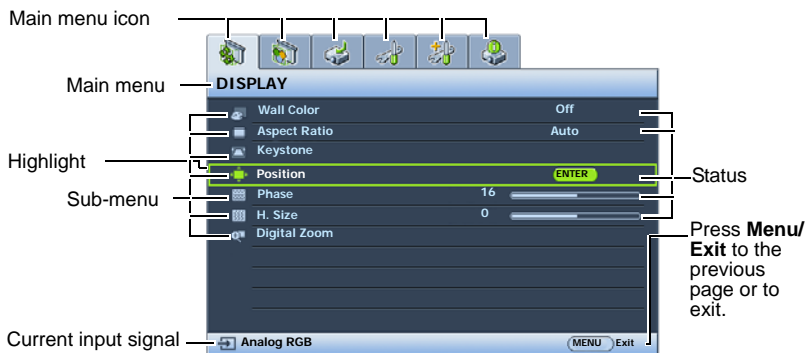 Main menu icon
Main menu
DISPLAY
Wall Color Off
Aspect Ratio Auto
Keystone
Highlight
Position ENTER
Status
Sub-menu
Phase 16
H. Size 0
Digital Zoom
Press Menu/
Exit to the
previous
page or to
exit.
Current input signal
Analog RGB
MENU Exit